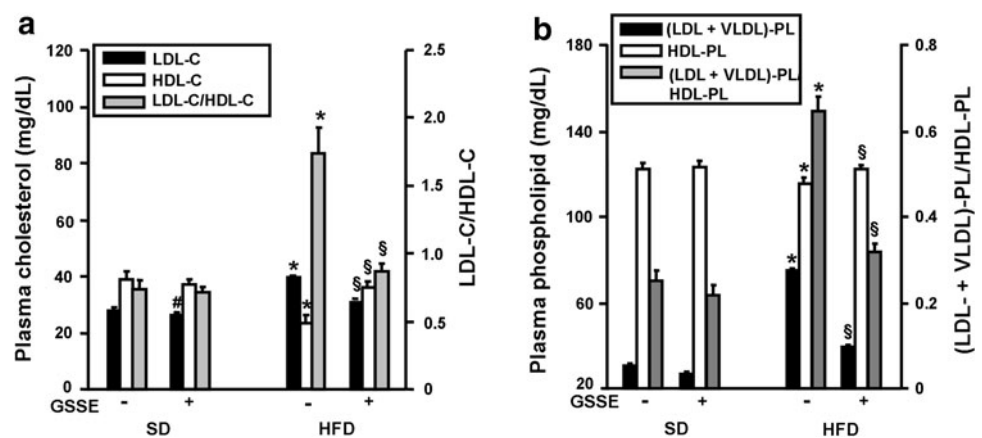 a
LDL-C
HDL-C
LDL-C/HDL-C
Plasma cholesterol (mg/dL)
120
100
80
60
40
20
0
2.5
2.0
1.5
1.0
0.5
0
LDL-C/HDL-C
#
*
*
*
§
§
§
GSSE - + - +
SD HFD
b
(LDL + VLDL)-PL
HDL-PL
(LDL + VLDL)-PL/
HDL-PL
Plasma phospholipid (mg/dL)
180
140
100
60
20
0.8
0.6
0.4
0.2
0
(LDL- + VLDL)-PL/HDL-PL
*
*
*
§
§
§
GSSE - + - +
SD HFD